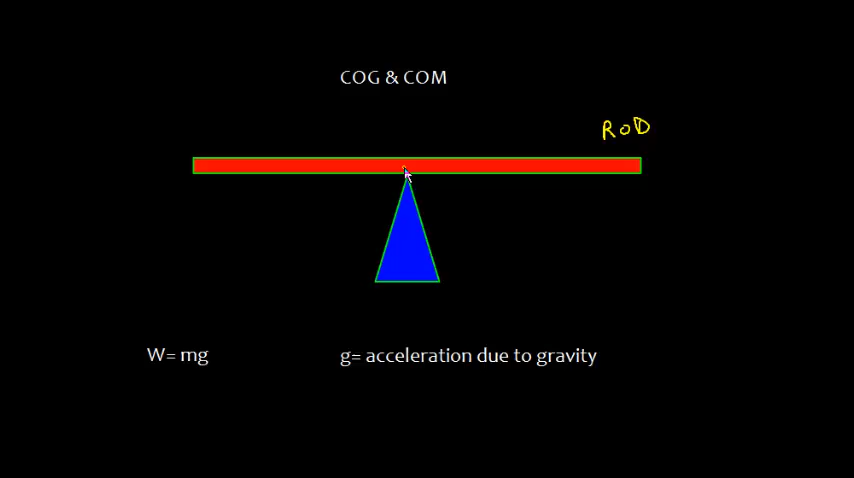 COG & COM
ROD
W= mg
g= acceleration due to gravity